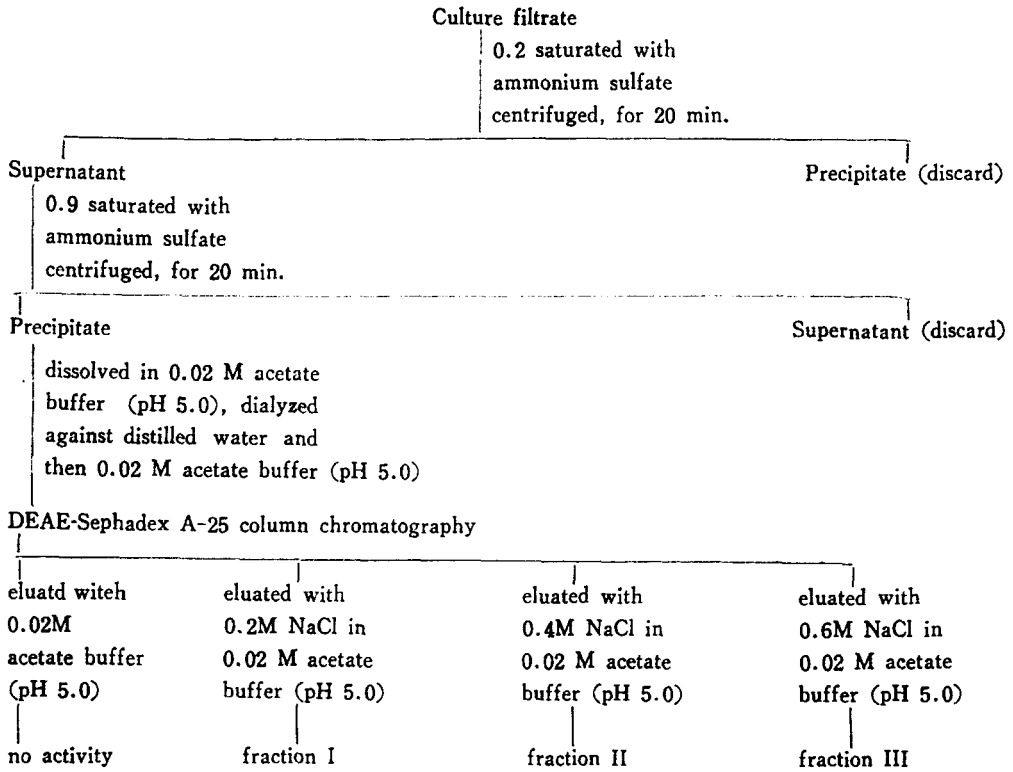 Culture filtrate
0.2 saturated with
ammonium sulfate
centrifuged, for 20 min.
Supernatant
Precipitate (discard)
0.9 saturated with
ammonium sulfate
centrifuged, for 20 min.
Precipitate
Supernatant (discard)
dissolved in 0.02 M acetate
buffer (pH 5.0), dialyzed
against distilled water and
then 0.02 M acetate buffer (pH 5.0)
DEAE-Sephadex A-25 column chromatography
eluatd witeh
0.02M
acetate buffer
(pH 5.0)
no activity
eluated with
0.2M NaCl in
0.02 M acetate
buffer (pH 5.0)
fraction I
eluated with
0.4M NaCl in
0.02 M acetate
buffer (pH 5.0)
fraction II
eluated with
0.6M NaCl in
0.02 M acetate
buffer (pH 5.0)
fraction III